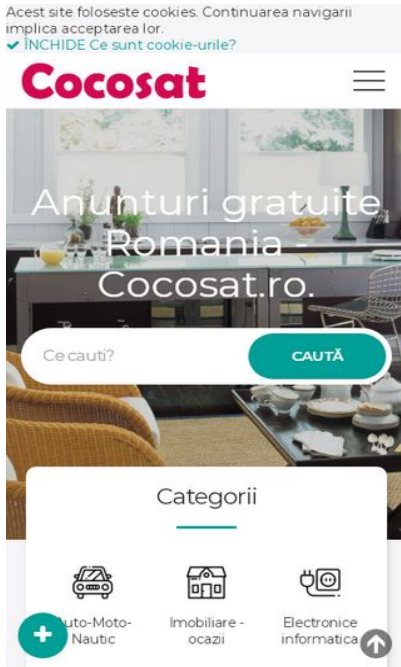 Acest site foloseste cookies. Continuarea navigarii
implica acceptarea lor.
ÎNCHIDE Ce sunt cookie-urile?
Cocosat
Anunturi gratuite
Romania -
Cocosat.ro.
Ce cauti?
CAUTĂ
Categorii
Auto-Moto-
Nautic
Imobiliare -
ocazii
Electronice
informatica